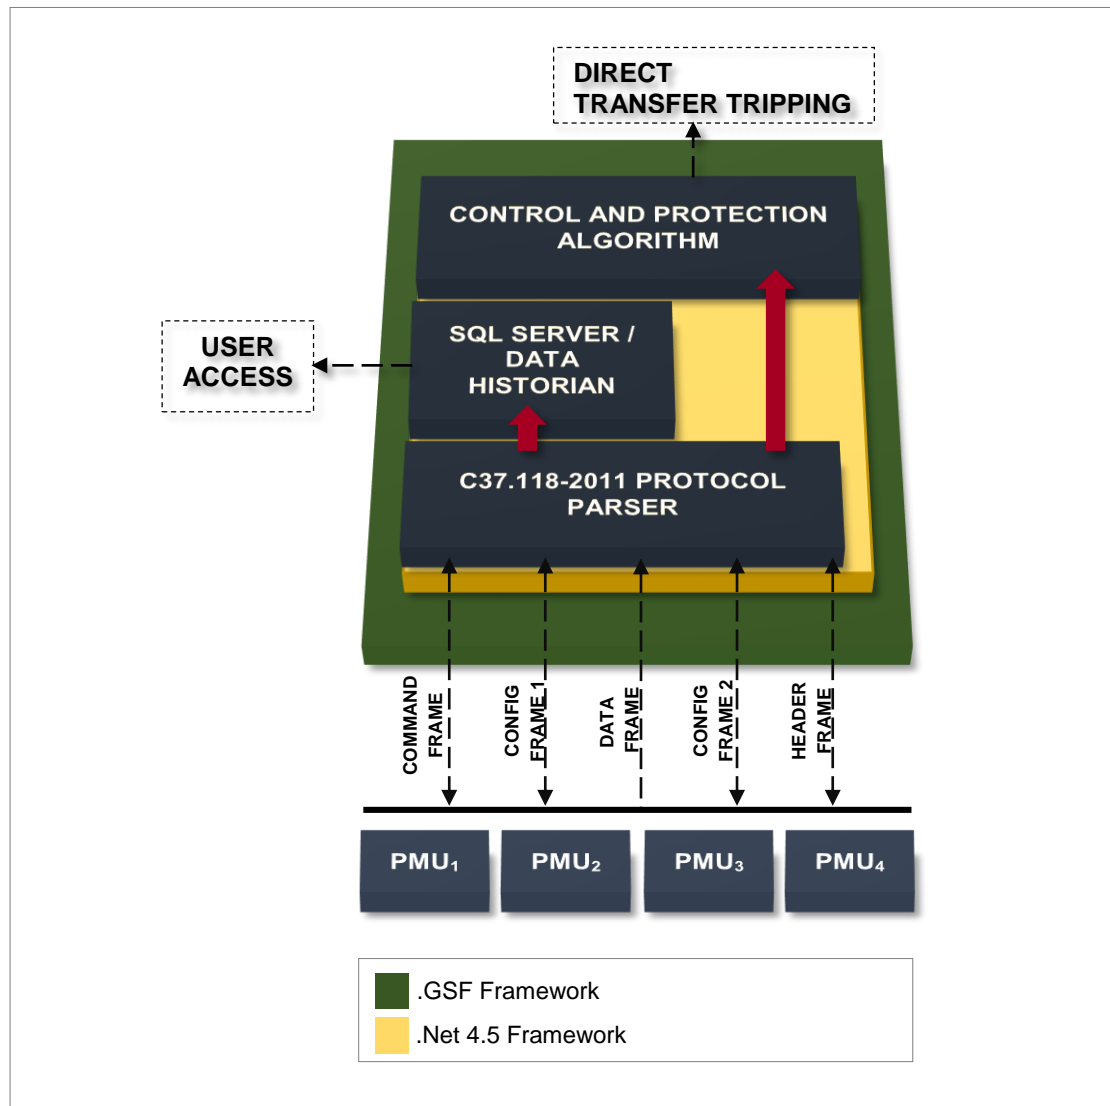 DIRECT
TRANSFER TRIPPING
CONTROL AND PROTECTION
ALGORITHM
USER
ACCESS
SQL SERVER /
DATA
HISTORIAN
C37.118-2011 PROTOCOL
PARSER
COMMAND
FRAME
CONFIG
FRAME 1
DATA
FRAME
CONFIG
FRAME 2
HEADER
FRAME
PMU₁
PMU₂
PMU₃
PMU₄
.GSF Framework
.Net 4.5 Framework